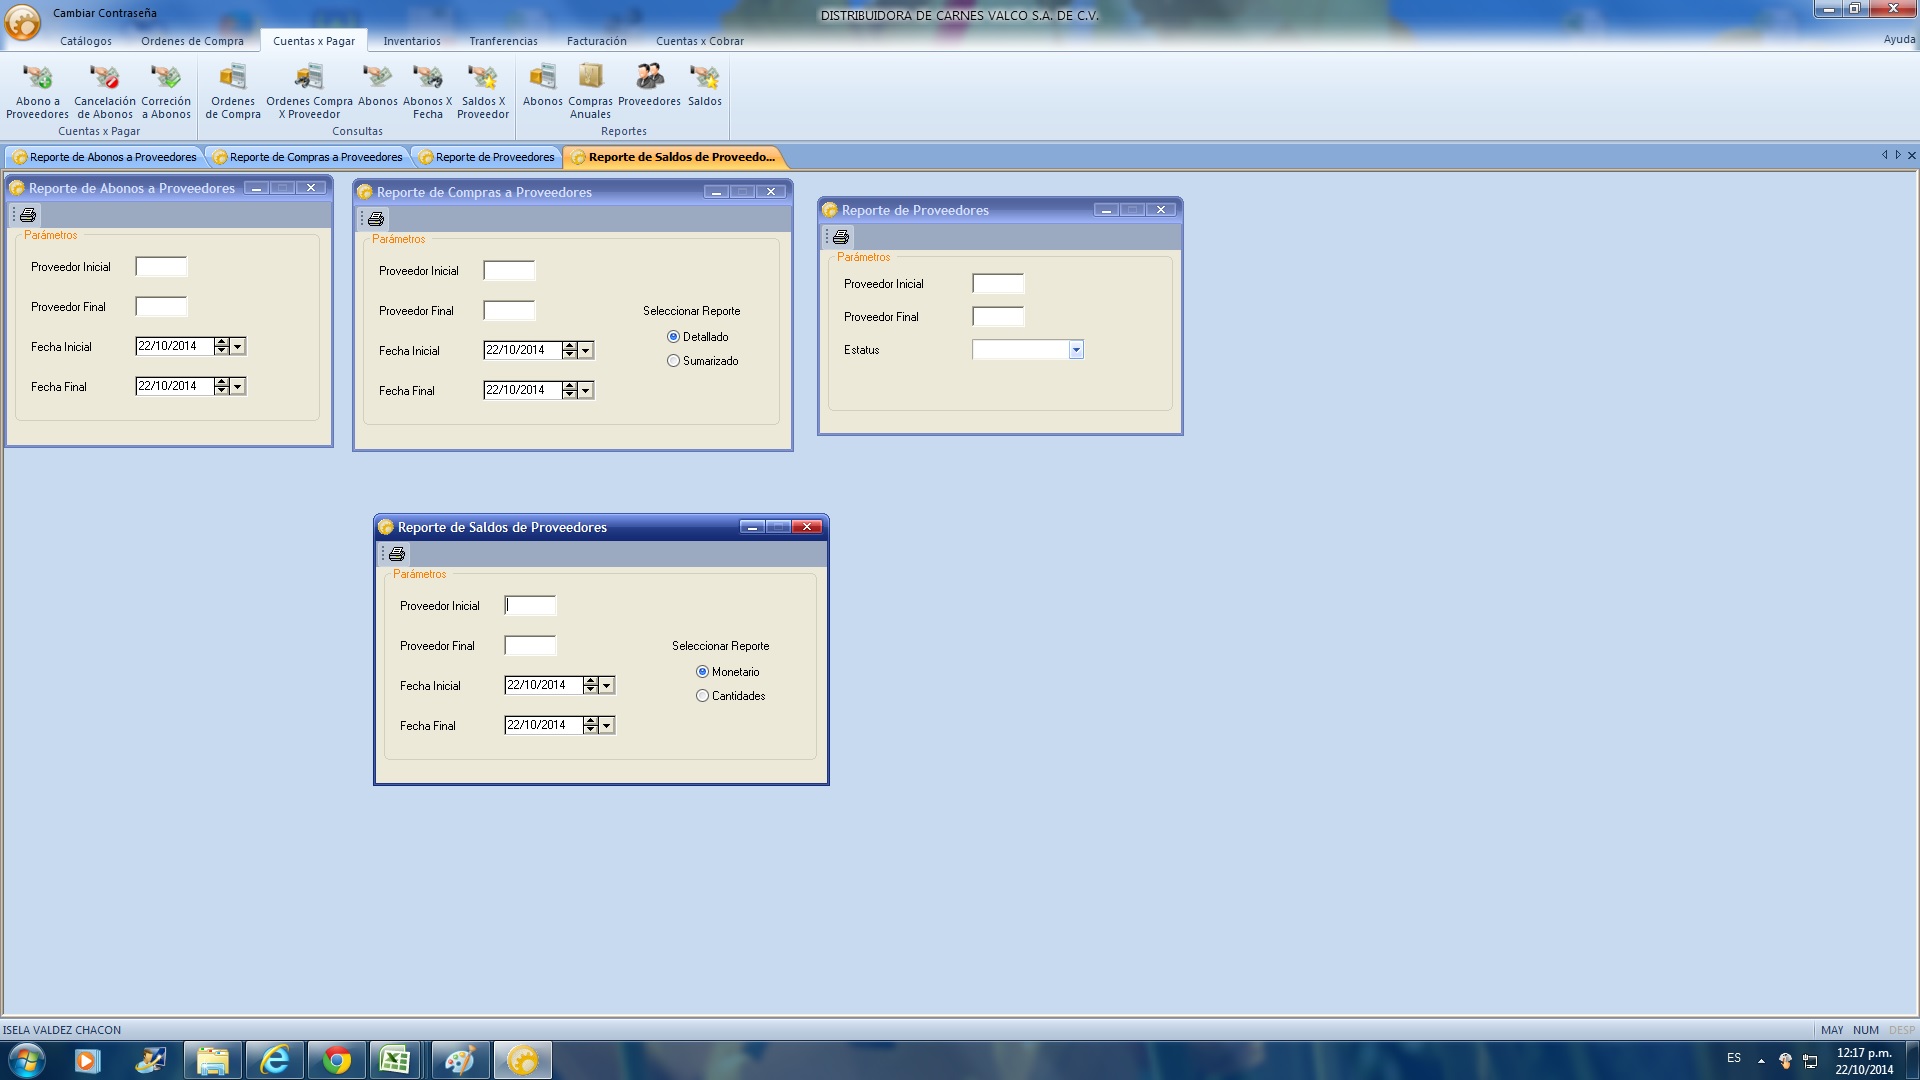 Cambiar Contraseña
DISTRIBUIDORA DE CARNES VALCO S.A. DE C.V.
Catálogos
Ordenes de Compra
Cuentas x Pagar
Inventarios
Tranferencias
Facturación
Cuentas x Cobrar
Ayuda
Abono a
Proveedores
Cancelación
de Abonos
Correción
a Abonos
Cuentas x Pagar
Ordenes
de Compra
Ordenes Compra
X Proveedor
Abonos
Abonos X
Fecha
Saldos X
Proveedor
Consultas
Abonos
Compras
Anuales
Proveedores
Saldos
Reportes
Reporte de Abonos a Proveedores
Reporte de Compras a Proveedores
Reporte de Proveedores
Reporte de Saldos de Proveedo...
Reporte de Abonos a Proveedores
Parámetros
Proveedor Inicial
Proveedor Final
Fecha Inicial 22/10/2014
Fecha Final 22/10/2014
Reporte de Compras a Proveedores
Parámetros
Proveedor Inicial
Proveedor Final
Fecha Inicial 22/10/2014
Fecha Final 22/10/2014
Seleccionar Reporte
Detallado
Sumarizado
Reporte de Proveedores
Parámetros
Proveedor Inicial
Proveedor Final
Estatus
Reporte de Saldos de Proveedores
Parámetros
Proveedor Inicial
Proveedor Final
Fecha Inicial 22/10/2014
Fecha Final 22/10/2014
Seleccionar Reporte
Monetario
Cantidades
ISELA VALDEZ CHACON
MAY NUM DESP
ES
12:17 p.m.
22/10/2014